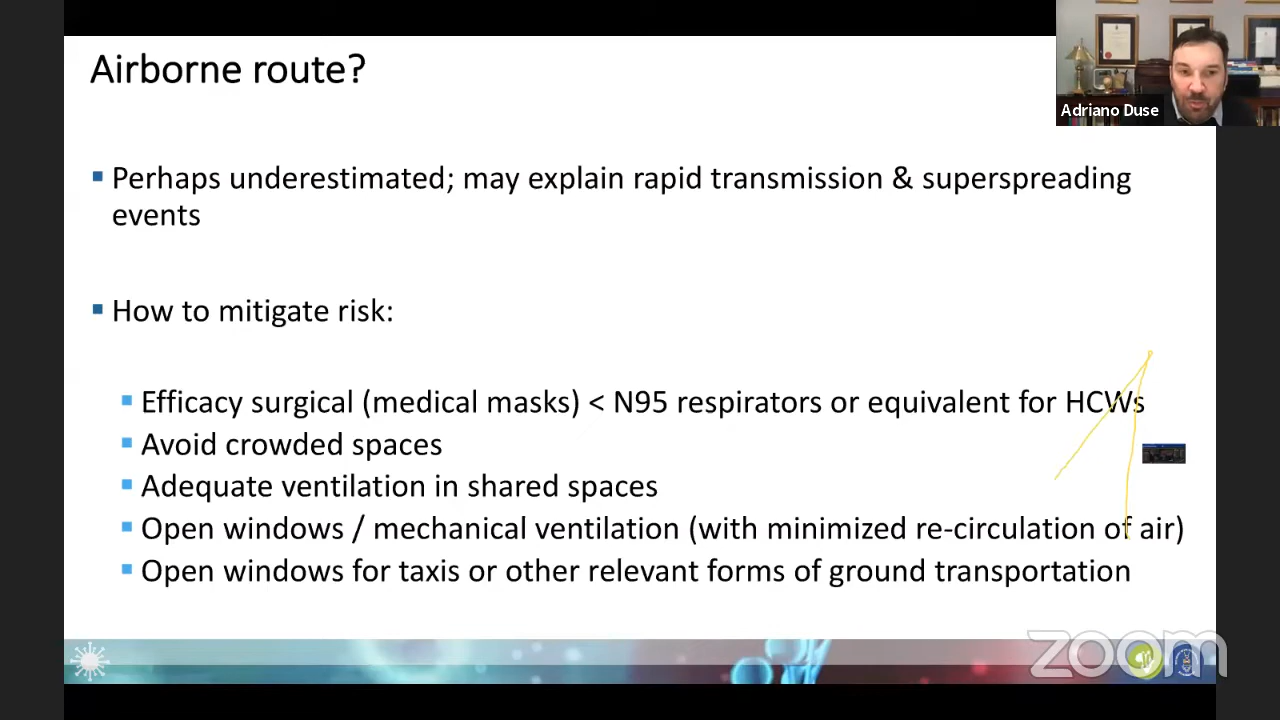 Airborne route?
Adriano Duse
Perhaps underestimated; may explain rapid transmission & superspreading
events
How to mitigate risk:
Efficacy surgical (medical masks) < N95 respirators or equivalent for HCWs
Avoid crowded spaces
Adequate ventilation in shared spaces
Open windows / mechanical ventilation (with minimized re-circulation of air)
Open windows for taxis or other relevant forms of ground transportation
zoom